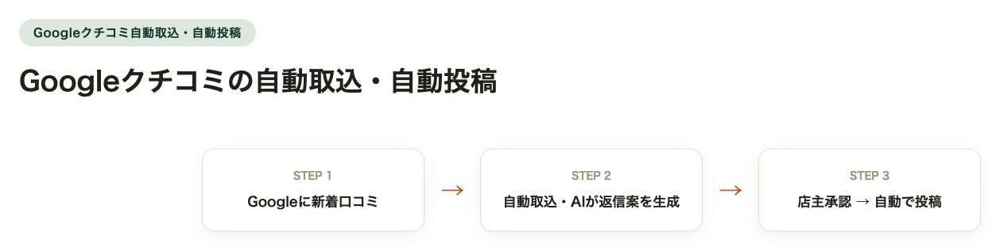 Googleクチコミ自動取込・自動投稿
Googleクチコミの自動取込・自動投稿
STEP 1
Googleに新着口コミ
→
STEP 2
自動取込・AIが返信案を生成
→
STEP 3
店主承認 → 自動で投稿